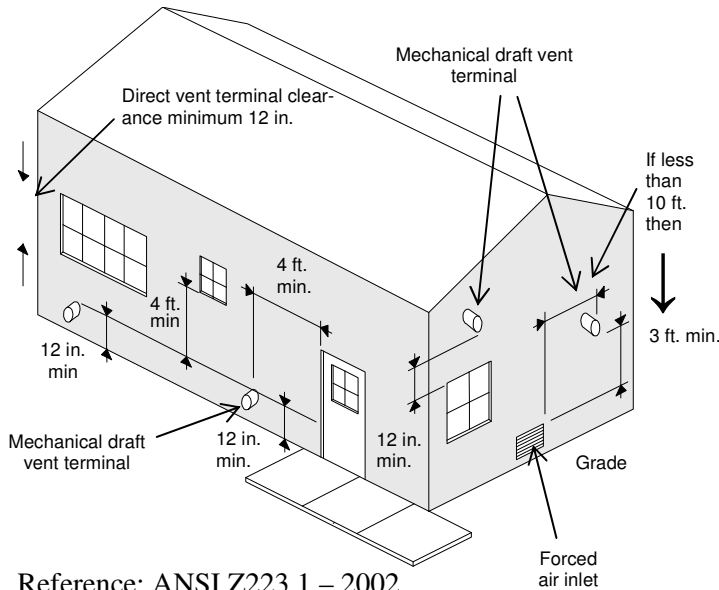 Mechanical draft vent
terminal
Direct vent terminal clear-
ance minimum 12 in.
If less
than
10 ft.
then
4 ft.
min.
4 ft.
min
3 ft. min.
12 in.
min
12 in.
min.
12 in.
min.
Mechanical draft
vent terminal
Grade
Forced
air inlet
Reference: ANSI Z223.1 – 2002